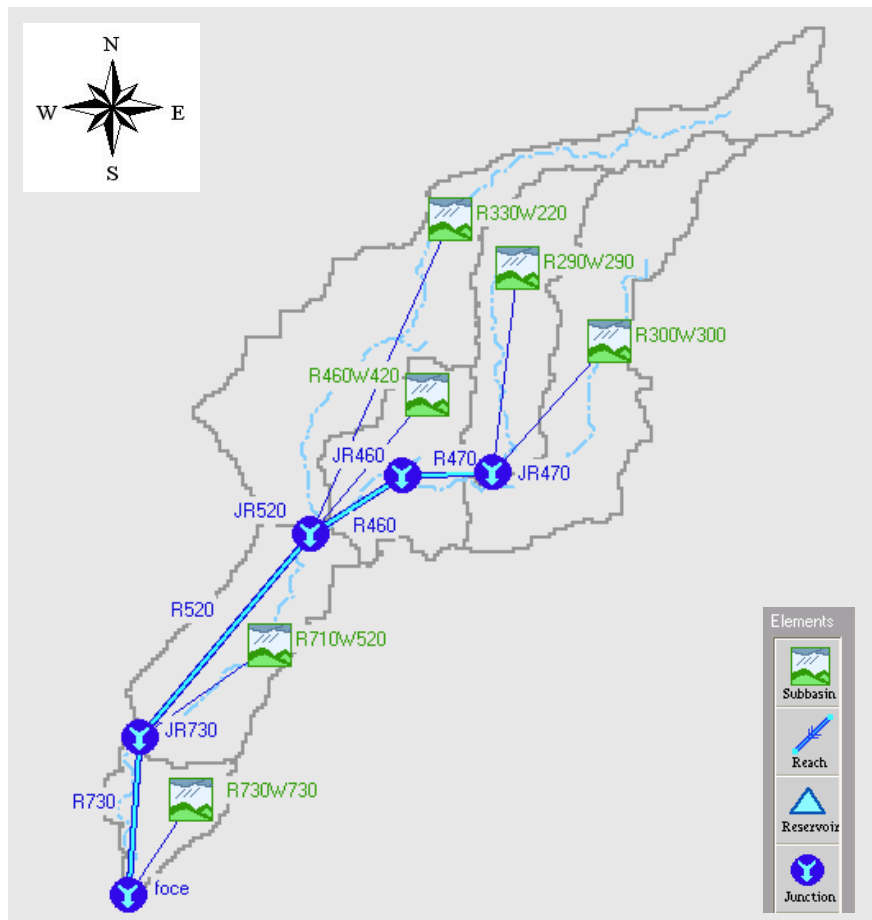 N
W E
S
R330W220
R290W290
R300W300
R460W420
JR460
R470
JR470
JR520
R460
R520
R710W520
JR730
R730
R730W730
foce
Elements
Subbasin
Reach
Reservoir
Junction